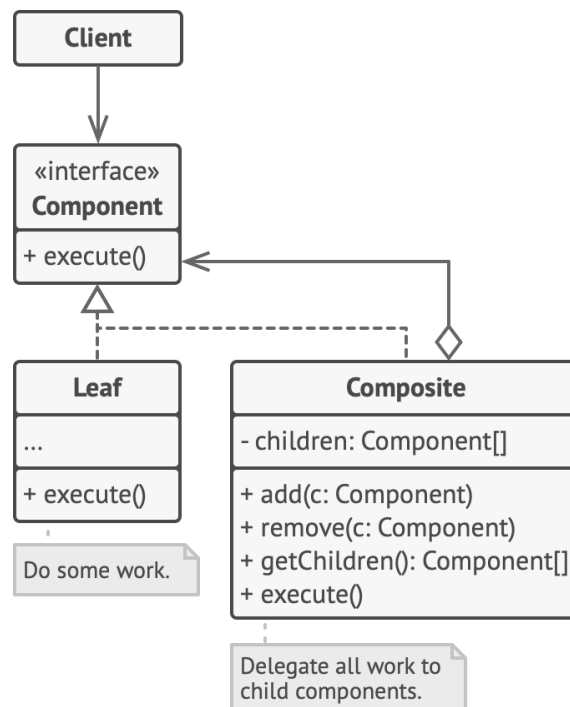 Client
«interface»
Component
+ execute()
Leaf
...
+ execute()
Do some work.
Composite
- children: Component[]
+ add(c: Component)
+ remove(c: Component)
+ getChildren(): Component[]
+ execute()
Delegate all work to
child components.